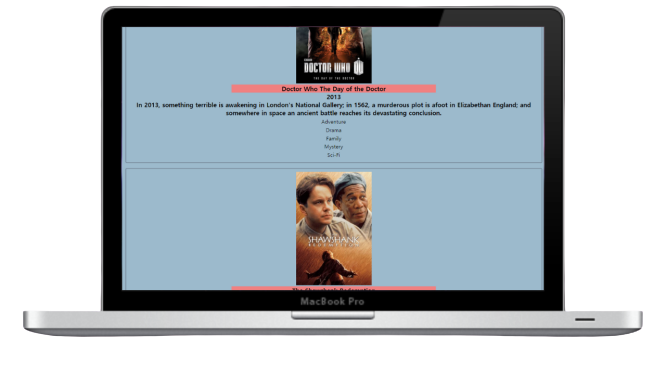 DOCTOR WHO
THE DAY OF THE DOCTOR
Doctor Who The Day of the Doctor
2013
In 2013, something terrible is awakening in London's National Gallery; in 1562, a murderous plot is afoot in Elizabethan England; and
somewhere in space an ancient battle reaches its devastating conclusion.
Adventure
Drama
Family
Mystery
Sci-Fi
SHAWSHANK
REDEMPTION
The Shawshank Redemption
MacBook Pro